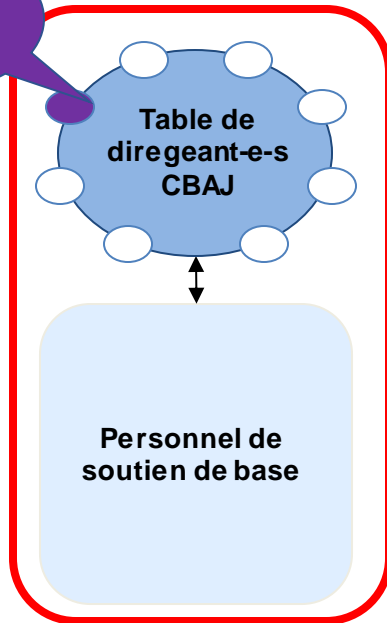 Table de
diregeant-e-s
CBAJ
Personnel de
soutien de base